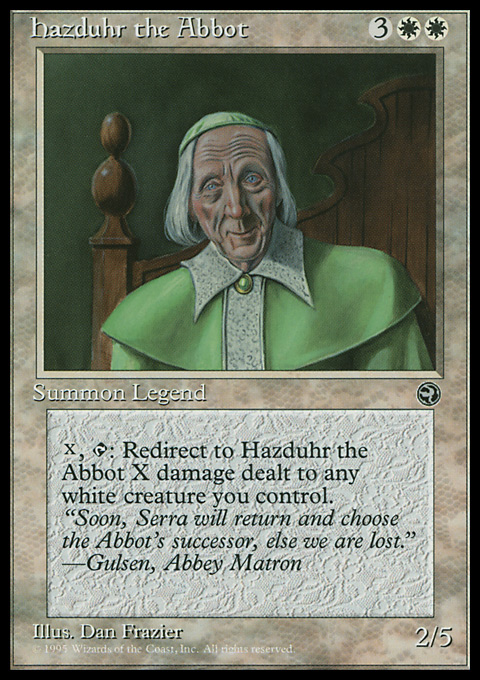 Hazduhr the Abbot 3
Summon Legend
X, : Redirect to Hazduhr the
Abbot X damage dealt to any
white creature you control.
“Soon, Serra will return and choose
the Abbot’s successor, else we are lost.”
—Gulsen, Abbey Matron
Illus. Dan Frazier
© 1995 Wizards of the Coast, Inc. All rights reserved.
2/5